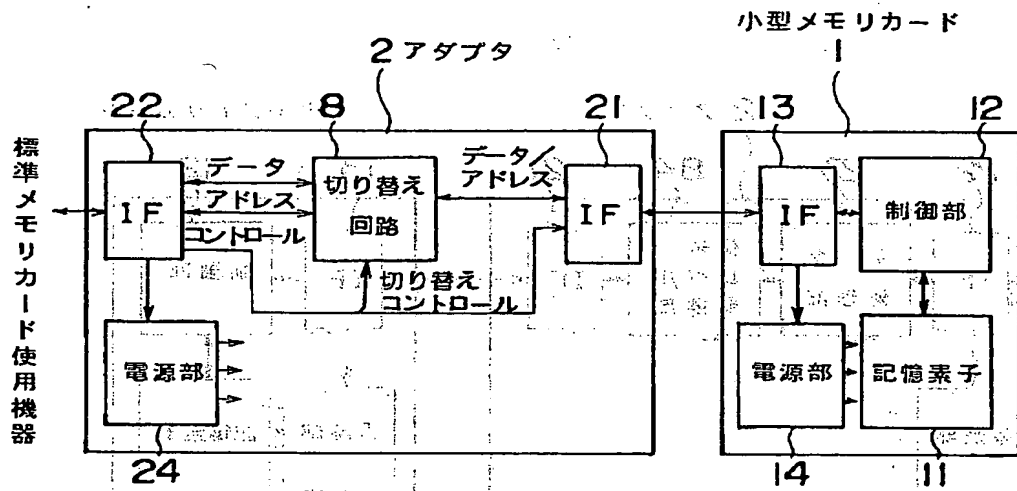 小型メモリカード
1
2 アダプタ
22
8
21
13
12
標準メモリカード使用機器
IF
データ
アドレス
コントロール
切り替え
回路
データ/
アドレス
IF
IF
制御部
切り替え
コントロール
電源部
電源部
記憶素子
24
14
11